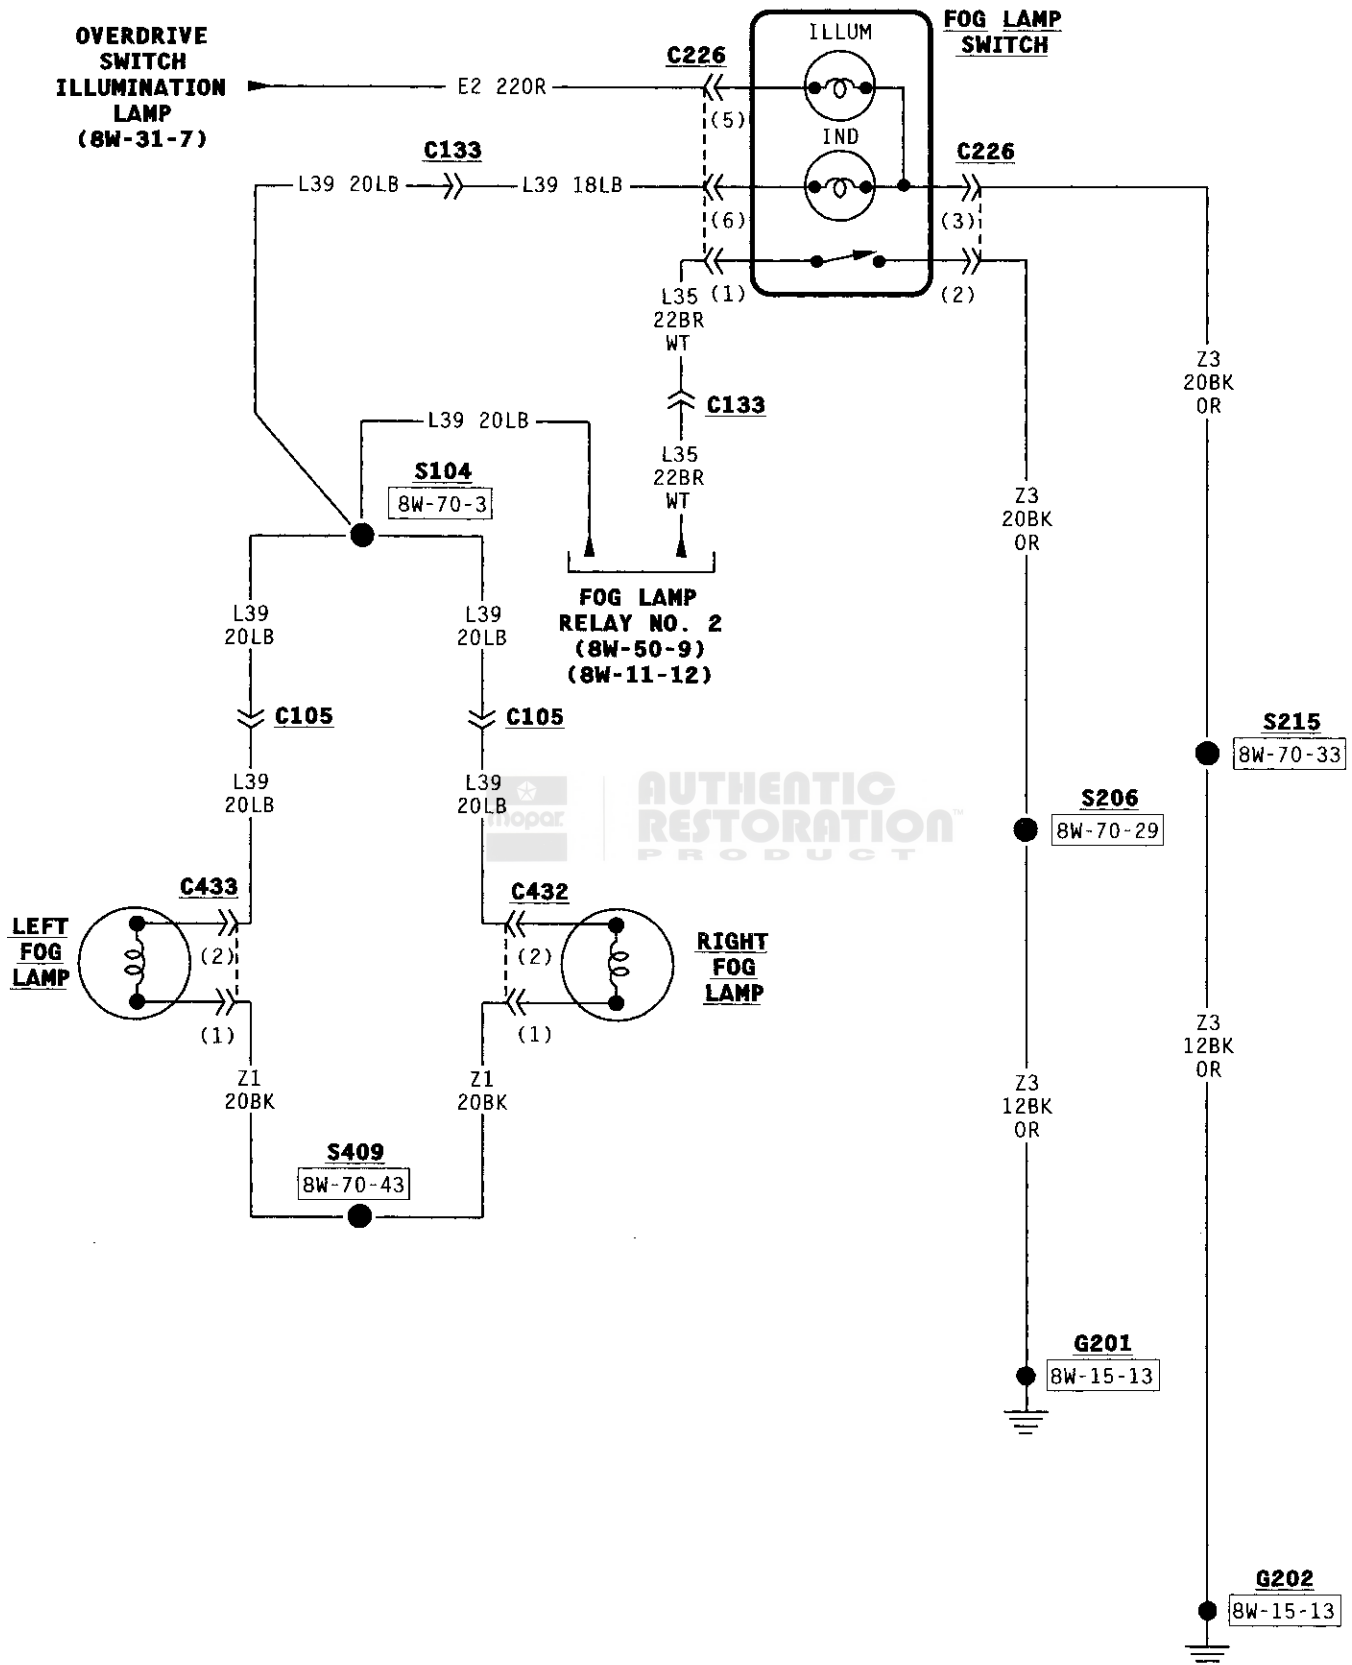 OVERDRIVE
SWITCH
ILLUMINATION
LAMP
(8W-31-7)
E2 22OR
C226
(5)
ILLUM
FOG LAMP
SWITCH
IND
C133
L39 20LB
L39 18LB
(6)
C226
(3)
L35
22BR
WT
(1)
(2)
C133
L35
22BR
WT
L39 20LB
S104
8W-70-3
FOG LAMP
RELAY NO. 2
(8W-50-9)
(8W-11-12)
Z3
20BK
OR
Z3
20BK
OR
L39
20LB
L39
20LB
C105
C105
L39
20LB
L39
20LB
S215
8W-70-33
S206
8W-70-29
mopar
AUTHENTIC
RESTORATION™
PRODUCT
C433
C432
LEFT
FOG
LAMP
(2)
(1)
(2)
(1)
RIGHT
FOG
LAMP
Z1
20BK
Z1
20BK
Z3
12BK
OR
Z3
12BK
OR
S409
8W-70-43
G201
8W-15-13
G202
8W-15-13